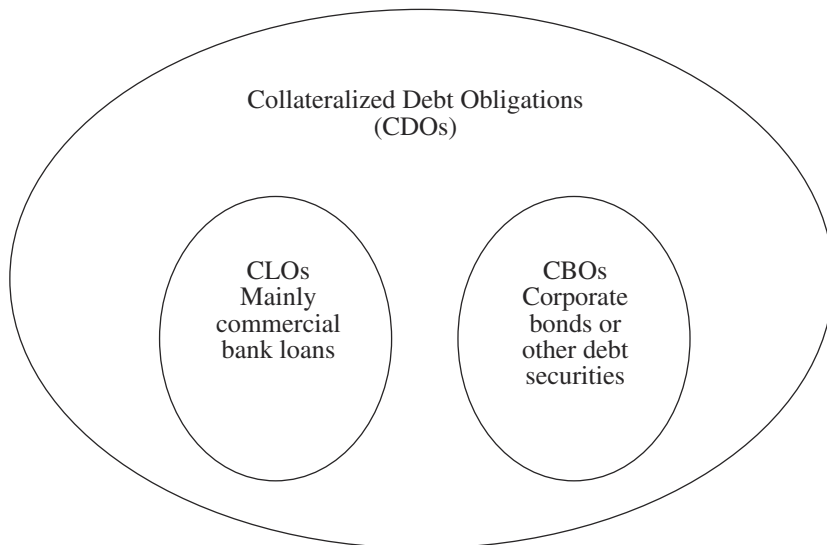 Collateralized Debt Obligations
(CDOs)
CLOs
Mainly
commercial
bank loans
CBOs
Corporate
bonds or
other debt
securities